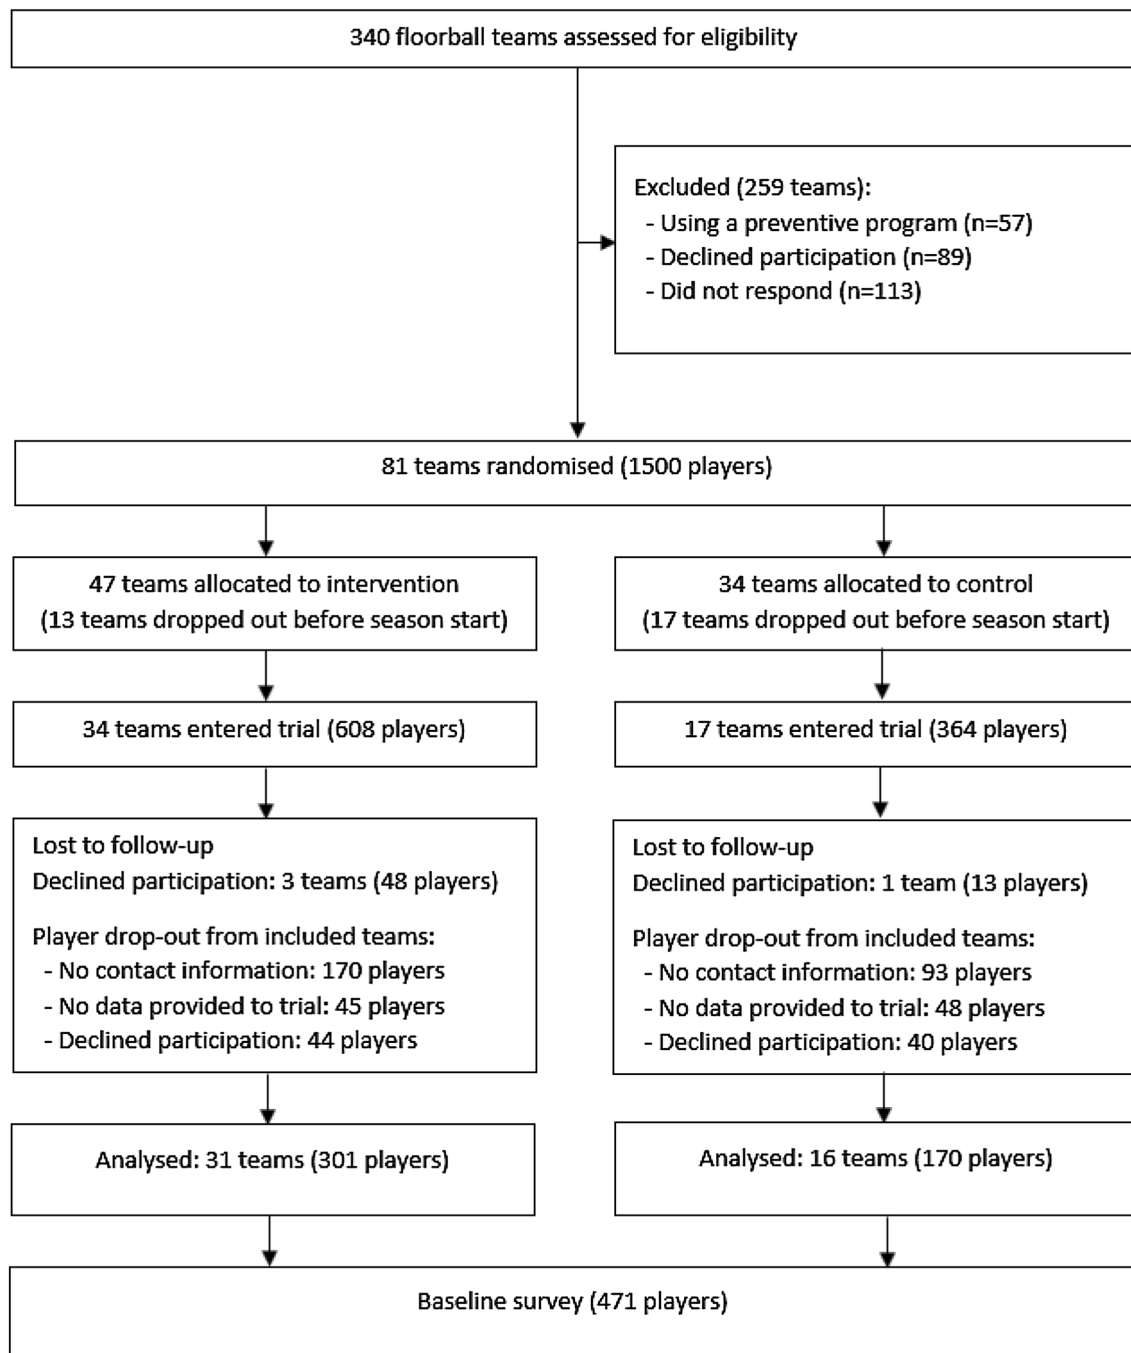 340 floorball teams assessed for eligibility
Excluded (259 teams):
- Using a preventive program (n=57)
- Declined participation (n=89)
- Did not respond (n=113)
81 teams randomised (1500 players)
47 teams allocated to intervention
(13 teams dropped out before season start)
34 teams allocated to control
(17 teams dropped out before season start)
34 teams entered trial (608 players)
17 teams entered trial (364 players)
Lost to follow-up
Declined participation: 3 teams (48 players)
Player drop-out from included teams:
- No contact information: 170 players
- No data provided to trial: 45 players
- Declined participation: 44 players
Lost to follow-up
Declined participation: 1 team (13 players)
Player drop-out from included teams:
- No contact information: 93 players
- No data provided to trial: 48 players
- Declined participation: 40 players
Analysed: 31 teams (301 players)
Analysed: 16 teams (170 players)
Baseline survey (471 players)